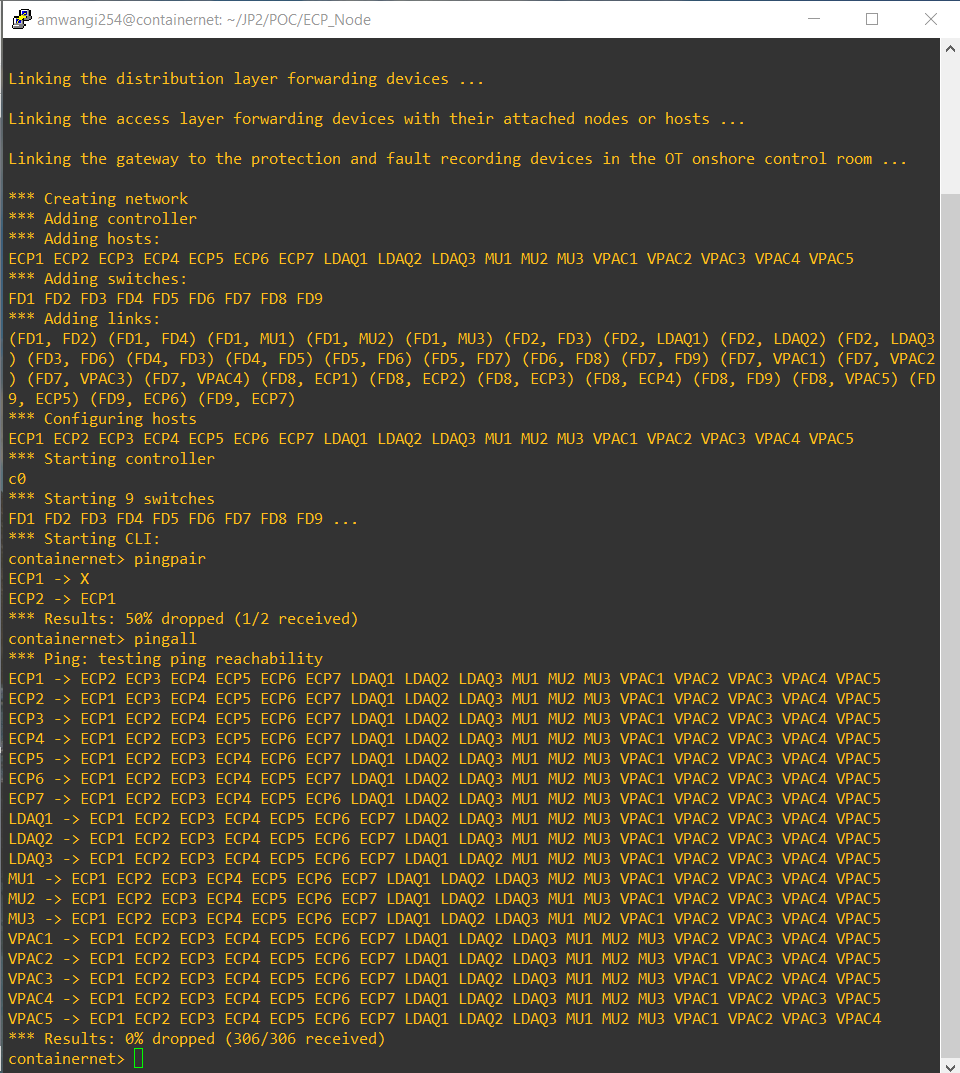 amwangi254@containernet: ~/JP2/POC/ECP_Node
Linking the distribution layer forwarding devices ...
Linking the access layer forwarding devices with their attached nodes or hosts ...
Linking the gateway to the protection and fault recording devices in the OT onshore control room ...
*** Creating network
*** Adding controller
*** Adding hosts:
ECP1 ECP2 ECP3 ECP4 ECP5 ECP6 ECP7 LDAQ1 LDAQ2 LDAQ3 MU1 MU2 MU3 VPAC1 VPAC2 VPAC3 VPAC4 VPAC5
*** Adding switches:
FD1 FD2 FD3 FD4 FD5 FD6 FD7 FD8 FD9
*** Adding links:
(FD1, FD2) (FD1, FD4) (FD1, MU1) (FD1, MU2) (FD1, MU3) (FD2, FD3) (FD2, LDAQ1) (FD2, LDAQ2) (FD2, LDAQ3
) (FD3, FD6) (FD4, FD3) (FD4, FD5) (FD5, FD6) (FD5, FD7) (FD6, FD8) (FD7, FD9) (FD7, VPAC1) (FD7, VPAC2
) (FD7, VPAC3) (FD7, VPAC4) (FD8, ECP1) (FD8, ECP2) (FD8, ECP3) (FD8, ECP4) (FD8, FD9) (FD8, VPAC5) (FD
9, ECP5) (FD9, ECP6) (FD9, ECP7)
*** Configuring hosts
ECP1 ECP2 ECP3 ECP4 ECP5 ECP6 ECP7 LDAQ1 LDAQ2 LDAQ3 MU1 MU2 MU3 VPAC1 VPAC2 VPAC3 VPAC4 VPAC5
*** Starting controller
c0
*** Starting 9 switches
FD1 FD2 FD3 FD4 FD5 FD6 FD7 FD8 FD9 ...
*** Starting CLI:
containernet> pingpair
ECP1 -> X
ECP2 -> ECP1
*** Results: 50% dropped (1/2 received)
containernet> pingall
*** Ping: testing ping reachability
ECP1 -> ECP2 ECP3 ECP4 ECP5 ECP6 ECP7 LDAQ1 LDAQ2 LDAQ3 MU1 MU2 MU3 VPAC1 VPAC2 VPAC3 VPAC4 VPAC5
ECP2 -> ECP1 ECP3 ECP4 ECP5 ECP6 ECP7 LDAQ1 LDAQ2 LDAQ3 MU1 MU2 MU3 VPAC1 VPAC2 VPAC3 VPAC4 VPAC5
ECP3 -> ECP1 ECP2 ECP4 ECP5 ECP6 ECP7 LDAQ1 LDAQ2 LDAQ3 MU1 MU2 MU3 VPAC1 VPAC2 VPAC3 VPAC4 VPAC5
ECP4 -> ECP1 ECP2 ECP3 ECP5 ECP6 ECP7 LDAQ1 LDAQ2 LDAQ3 MU1 MU2 MU3 VPAC1 VPAC2 VPAC3 VPAC4 VPAC5
ECP5 -> ECP1 ECP2 ECP3 ECP4 ECP6 ECP7 LDAQ1 LDAQ2 LDAQ3 MU1 MU2 MU3 VPAC1 VPAC2 VPAC3 VPAC4 VPAC5
ECP6 -> ECP1 ECP2 ECP3 ECP4 ECP5 ECP7 LDAQ1 LDAQ2 LDAQ3 MU1 MU2 MU3 VPAC1 VPAC2 VPAC3 VPAC4 VPAC5
ECP7 -> ECP1 ECP2 ECP3 ECP4 ECP5 ECP6 LDAQ1 LDAQ2 LDAQ3 MU1 MU2 MU3 VPAC1 VPAC2 VPAC3 VPAC4 VPAC5
LDAQ1 -> ECP1 ECP2 ECP3 ECP4 ECP5 ECP6 ECP7 LDAQ2 LDAQ3 MU1 MU2 MU3 VPAC1 VPAC2 VPAC3 VPAC4 VPAC5
LDAQ2 -> ECP1 ECP2 ECP3 ECP4 ECP5 ECP6 ECP7 LDAQ1 LDAQ3 MU1 MU2 MU3 VPAC1 VPAC2 VPAC3 VPAC4 VPAC5
LDAQ3 -> ECP1 ECP2 ECP3 ECP4 ECP5 ECP6 ECP7 LDAQ1 LDAQ2 MU1 MU2 MU3 VPAC1 VPAC2 VPAC3 VPAC4 VPAC5
MU1 -> ECP1 ECP2 ECP3 ECP4 ECP5 ECP6 ECP7 LDAQ1 LDAQ2 LDAQ3 MU2 MU3 VPAC1 VPAC2 VPAC3 VPAC4 VPAC5
MU2 -> ECP1 ECP2 ECP3 ECP4 ECP5 ECP6 ECP7 LDAQ1 LDAQ2 LDAQ3 MU1 MU3 VPAC1 VPAC2 VPAC3 VPAC4 VPAC5
MU3 -> ECP1 ECP2 ECP3 ECP4 ECP5 ECP6 ECP7 LDAQ1 LDAQ2 LDAQ3 MU1 MU2 VPAC1 VPAC2 VPAC3 VPAC4 VPAC5
VPAC1 -> ECP1 ECP2 ECP3 ECP4 ECP5 ECP6 ECP7 LDAQ1 LDAQ2 LDAQ3 MU1 MU2 MU3 VPAC2 VPAC3 VPAC4 VPAC5
VPAC2 -> ECP1 ECP2 ECP3 ECP4 ECP5 ECP6 ECP7 LDAQ1 LDAQ2 LDAQ3 MU1 MU2 MU3 VPAC1 VPAC3 VPAC4 VPAC5
VPAC3 -> ECP1 ECP2 ECP3 ECP4 ECP5 ECP6 ECP7 LDAQ1 LDAQ2 LDAQ3 MU1 MU2 MU3 VPAC1 VPAC2 VPAC4 VPAC5
VPAC4 -> ECP1 ECP2 ECP3 ECP4 ECP5 ECP6 ECP7 LDAQ1 LDAQ2 LDAQ3 MU1 MU2 MU3 VPAC1 VPAC2 VPAC3 VPAC5
VPAC5 -> ECP1 ECP2 ECP3 ECP4 ECP5 ECP6 ECP7 LDAQ1 LDAQ2 LDAQ3 MU1 MU2 MU3 VPAC1 VPAC2 VPAC3 VPAC4
*** Results: 0% dropped (306/306 received)
containernet>